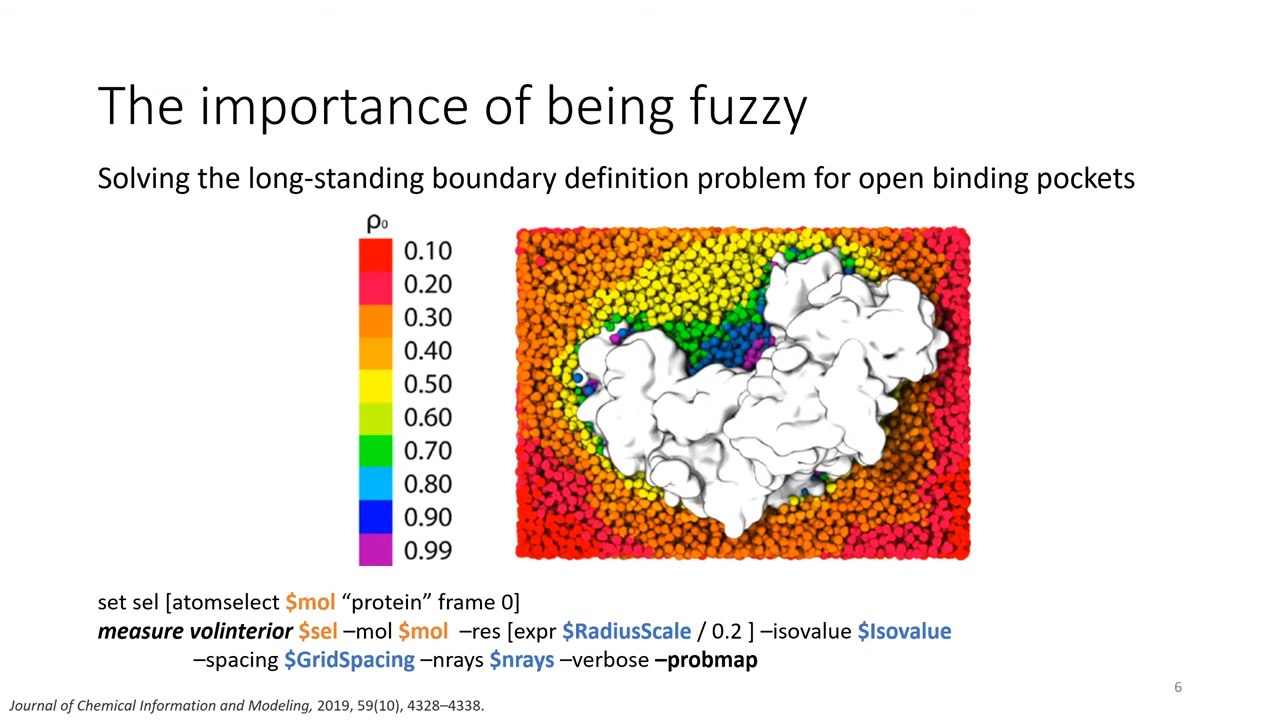 The importance of being fuzzy
Solving the long-standing boundary definition problem for open binding pockets
ρ₀
0.10
0.20
0.30
0.40
0.50
0.60
0.70
0.80
0.90
0.99
set sel [atomselect $mol “protein” frame 0]
measure volinterior $sel –mol $mol –res [expr $RadiusScale / 0.2 ] –isovalue $Isovalue
–spacing $GridSpacing –nrays $nrays –verbose –probmap
6
Journal of Chemical Information and Modeling, 2019, 59(10), 4328–4338.